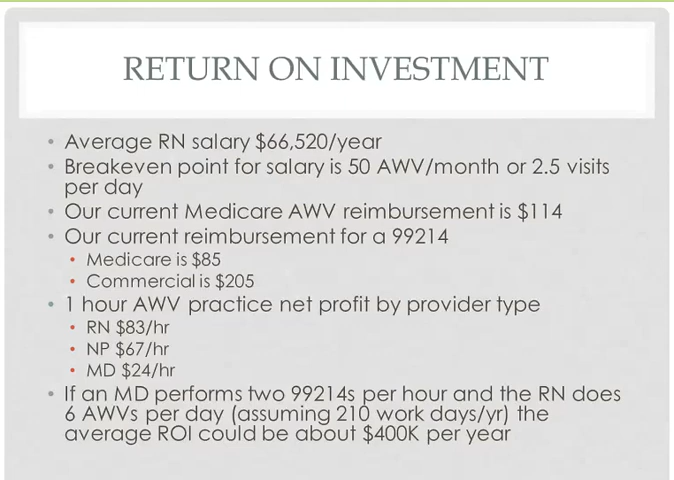 RETURN ON INVESTMENT
• Average RN salary $66,520/year
• Breakeven point for salary is 50 AWV/month or 2.5 visits
per day
• Our current Medicare AWV reimbursement is $114
• Our current reimbursement for a 99214
• Medicare is $85
• Commercial is $205
• 1 hour AWV practice net profit by provider type
• RN $83/hr
• NP $67/hr
• MD $24/hr
• If an MD performs two 99214s per hour and the RN does
6 AWVs per day (assuming 210 work days/yr) the
average ROI could be about $400K per year